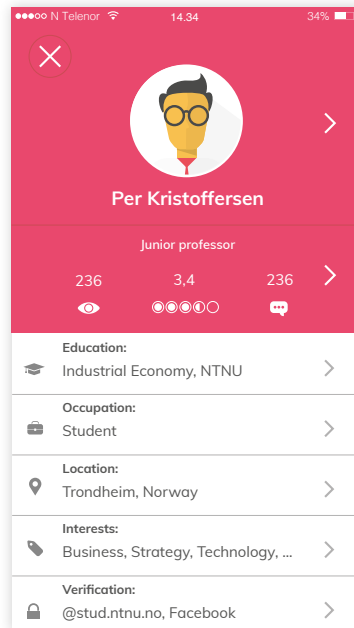 N Telenor 14.34 34%
Per Kristoffersen
Junior professor
236 3,4 236
Education:
Industrial Economy, NTNU
Occupation:
Student
Location:
Trondheim, Norway
Interests:
Business, Strategy, Technology, ...
Verification:
@stud.ntnu.no, Facebook